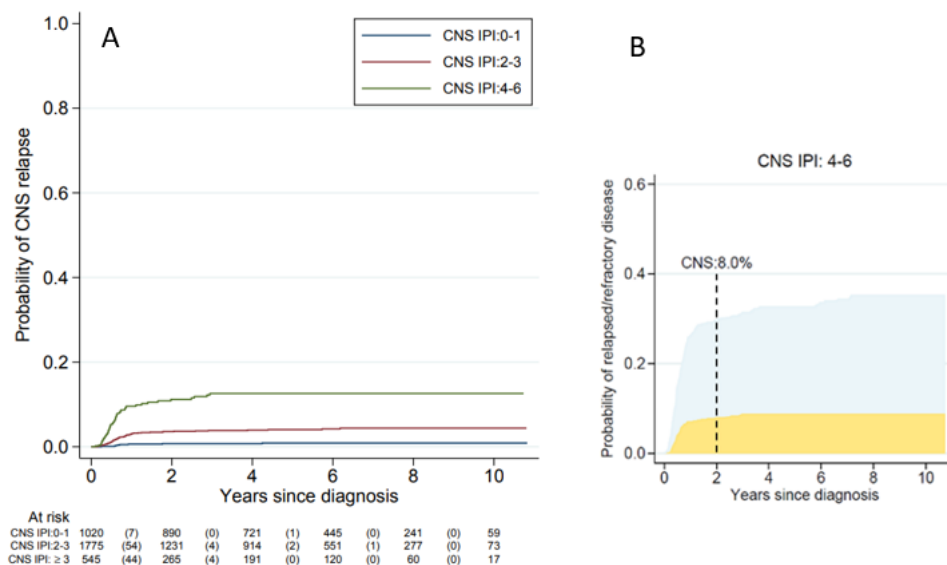 A
CNS IPI:0-1
CNS IPI:2-3
CNS IPI:4-6
1.0
0.8
0.6
0.4
0.2
0.0
Probability of CNS relapse
0 2 4 6 8 10
Years since diagnosis
At risk
CNS IPI:0-1 1020 (7) 890 (0) 721 (1) 445 (0) 241 (0) 59
CNS IPI:2-3 1775 (54) 1231 (4) 914 (2) 551 (1) 277 (0) 73
CNS IPI: ≥ 3 545 (44) 265 (4) 191 (0) 120 (0) 60 (0) 17
B
CNS IPI: 4-6
0.6
0.4
0.2
0.0
Probability of relapsed/refractory disease
CNS:8.0%
0 2 4 6 8 10
Years since diagnosis